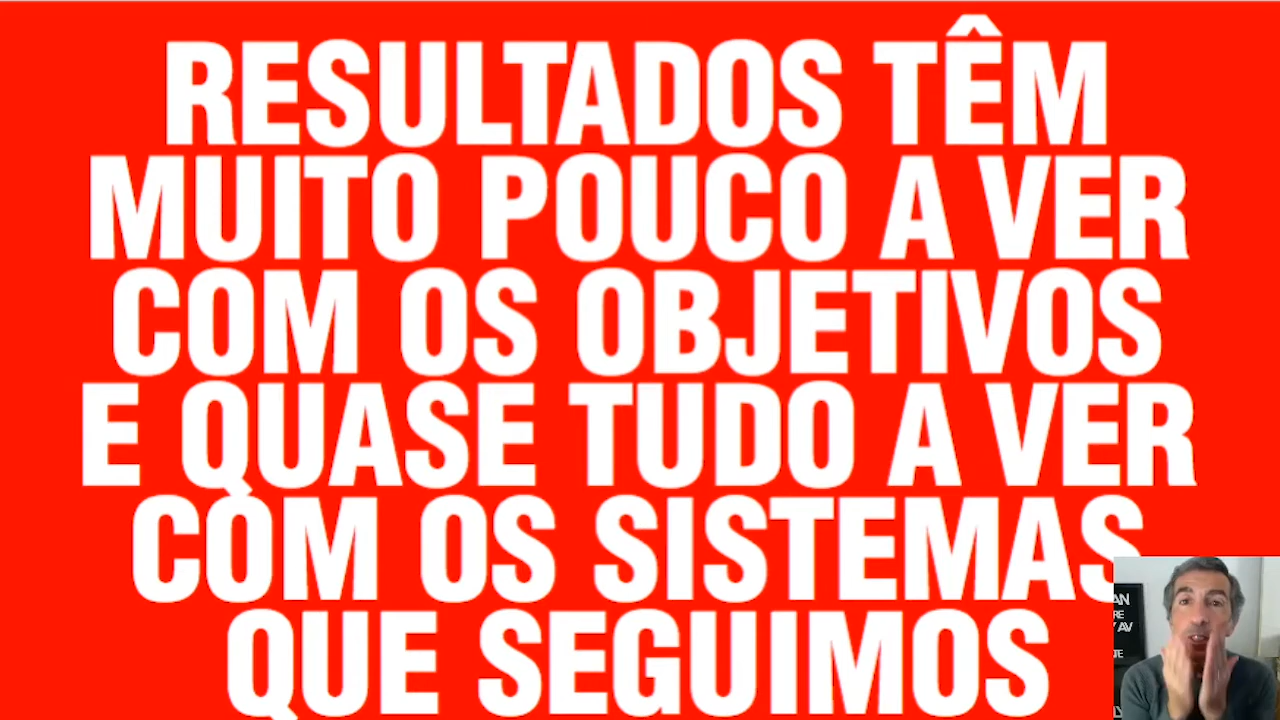 RESULTADOS TÊM
MUITO POUCO A VER
COM OS OBJETIVOS
E QUASE TUDO A VER
COM OS SISTEMAS
QUE SEGUIMOS